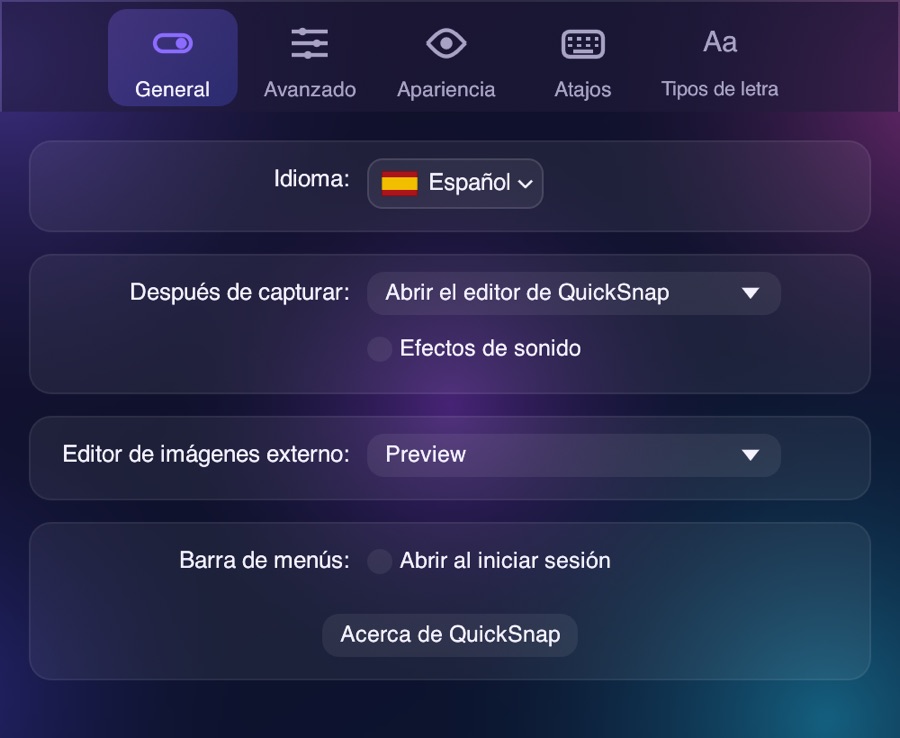 General
Avanzado
Apariencia
Atajos
Aa
Tipos de letra
Idioma: Español
Después de capturar: Abrir el editor de QuickSnap
Efectos de sonido
Editor de imágenes externo: Preview
Barra de menús: Abrir al iniciar sesión
Acerca de QuickSnap